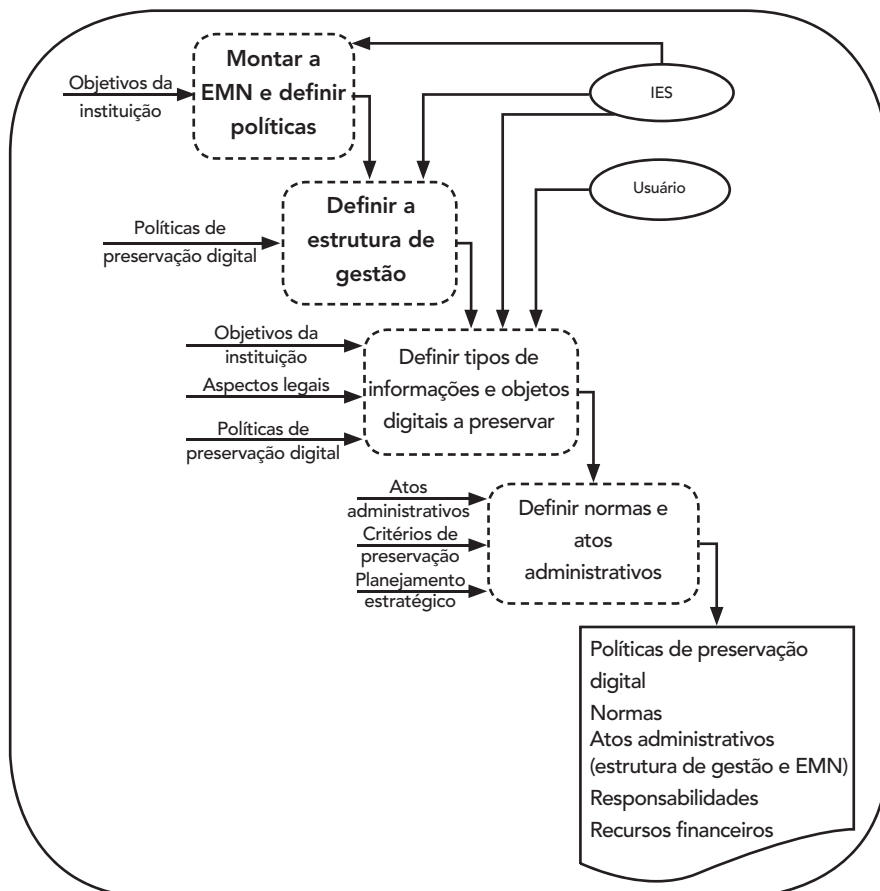 Montar a
EMN e definir
políticas
Objetivos da
instituição
IES
Usuário
Definir a
estrutura de
gestão
Políticas de
preservação digital
Objetivos da
instituição
Aspectos legais
Políticas de
preservação digital
Definir tipos de
informações e objetos
digitais a preservar
Atos
administrativos
Critérios de
preservação
Planejamento
estratégico
Definir normas e
atos
administrativos
Políticas de preservação
digital
Normas
Atos administrativos
(estrutura de gestão e EMN)
Responsabilidades
Recursos financeiros